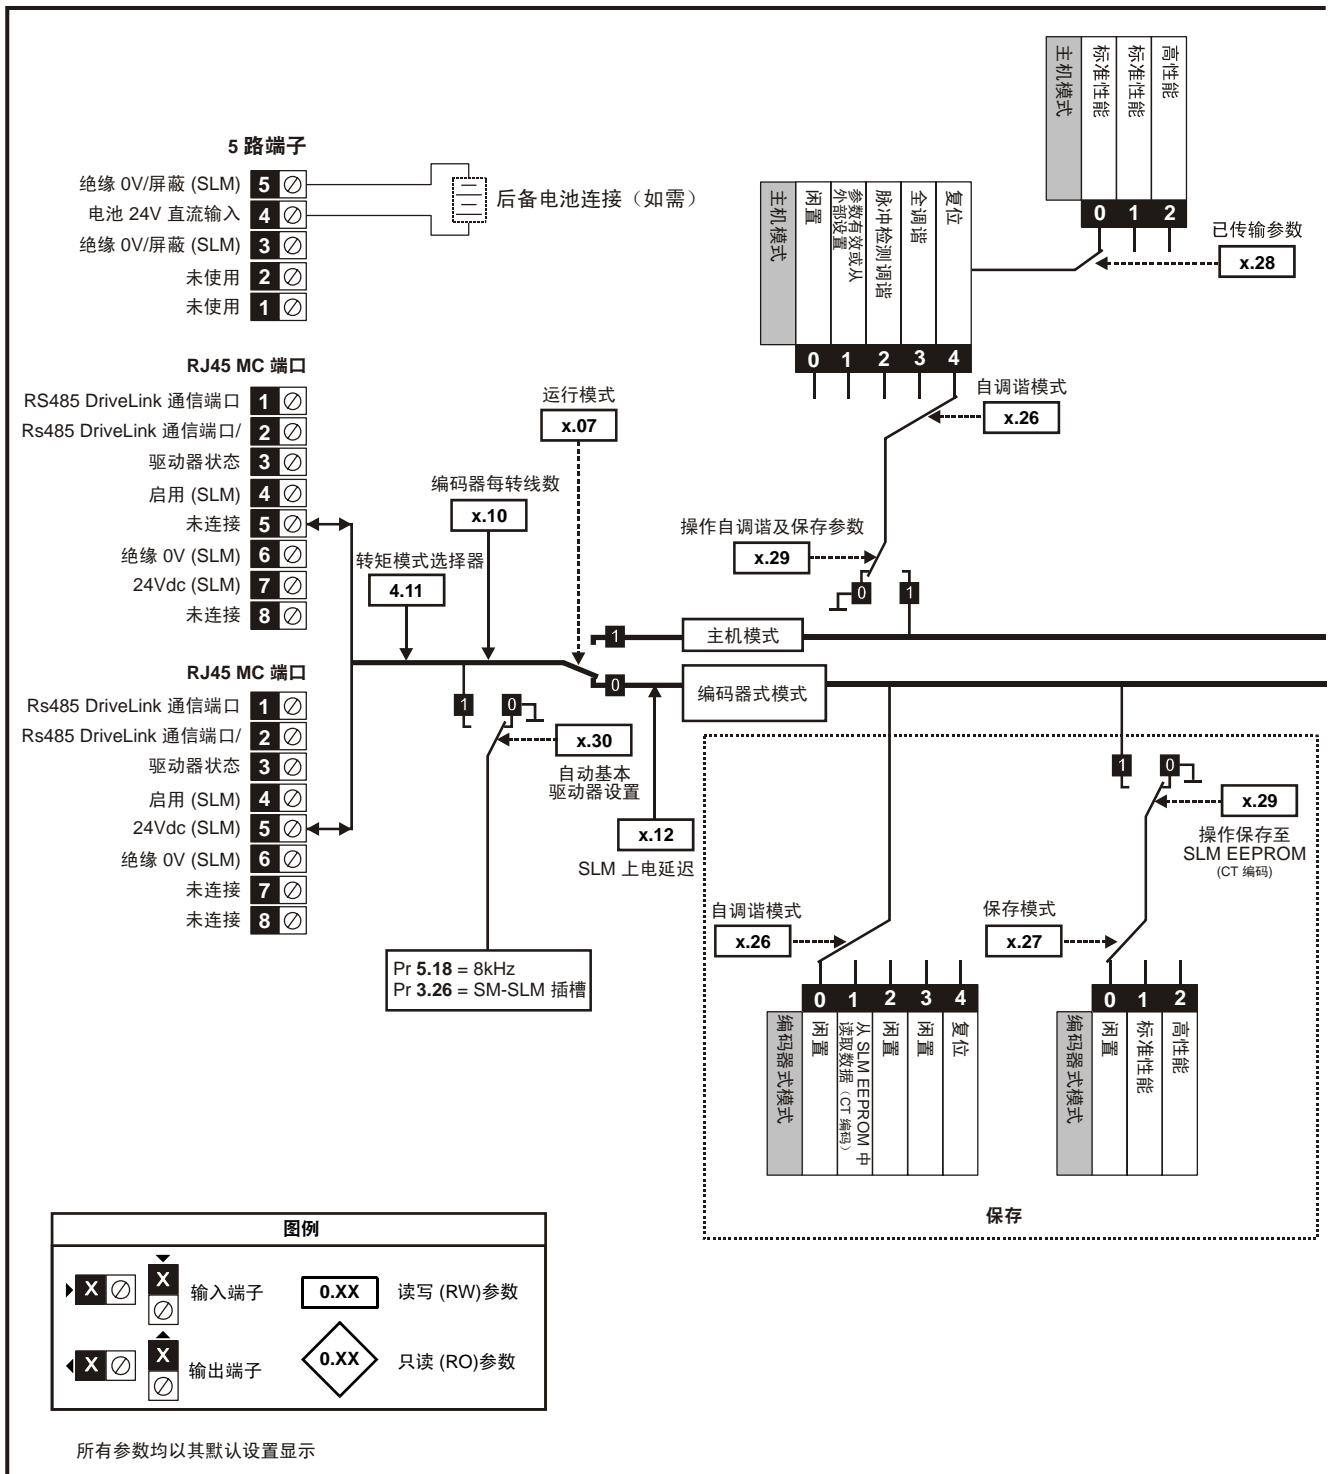 5 路端子
绝缘 0V/屏蔽 (SLM) 5
电池 24V 直流输入 4
绝缘 0V/屏蔽 (SLM) 3
未使用 2
未使用 1
后备电池连接（如需）
RJ45 MC 端口
RS485 DriveLink 通信端口 1
Rs485 DriveLink 通信端口/ 2
驱动器状态 3
启用 (SLM) 4
未连接 5
绝缘 0V (SLM) 6
24Vdc (SLM) 7
未连接 8
RJ45 MC 端口
Rs485 DriveLink 通信端口 1
Rs485 DriveLink 通信端口/ 2
驱动器状态 3
启用 (SLM) 4
24Vdc (SLM) 5
绝缘 0V (SLM) 6
未连接 7
未连接 8
转矩模式选择器
4.11
编码器每转线数
x.10
运行模式
x.07
1
0
主机模式
编码器式模式
1 0
x.30
自动基本
驱动器设置
Pr 5.18 = 8kHz
Pr 3.26 = SM-SLM 插槽
x.12
SLM 上电延迟
主机模式
标准性能
标准性能
高性能
0 1 2
已传输参数
x.28
主机模式
闲置
参数有效或从
外部设置
脉冲检测调谐
全调谐
复位
0 1 2 3 4
自调谐模式
x.26
操作自调谐及保存参数
x.29
0 1
自调谐模式
x.26
0 1 2 3 4
编码器式模式
闲置
从 SLM EEPROM 中
读取数据（CT 编码）
闲置
闲置
复位
1 0
x.29
操作保存至
SLM EEPROM
(CT 编码)
保存模式
x.27
0 1 2
编码器式模式
闲置
标准性能
高性能
保存
图例
X X 输入端子 0.XX 读写 (RW)参数
X X 输出端子 0.XX 只读 (RO)参数
所有参数均以其默认设置显示